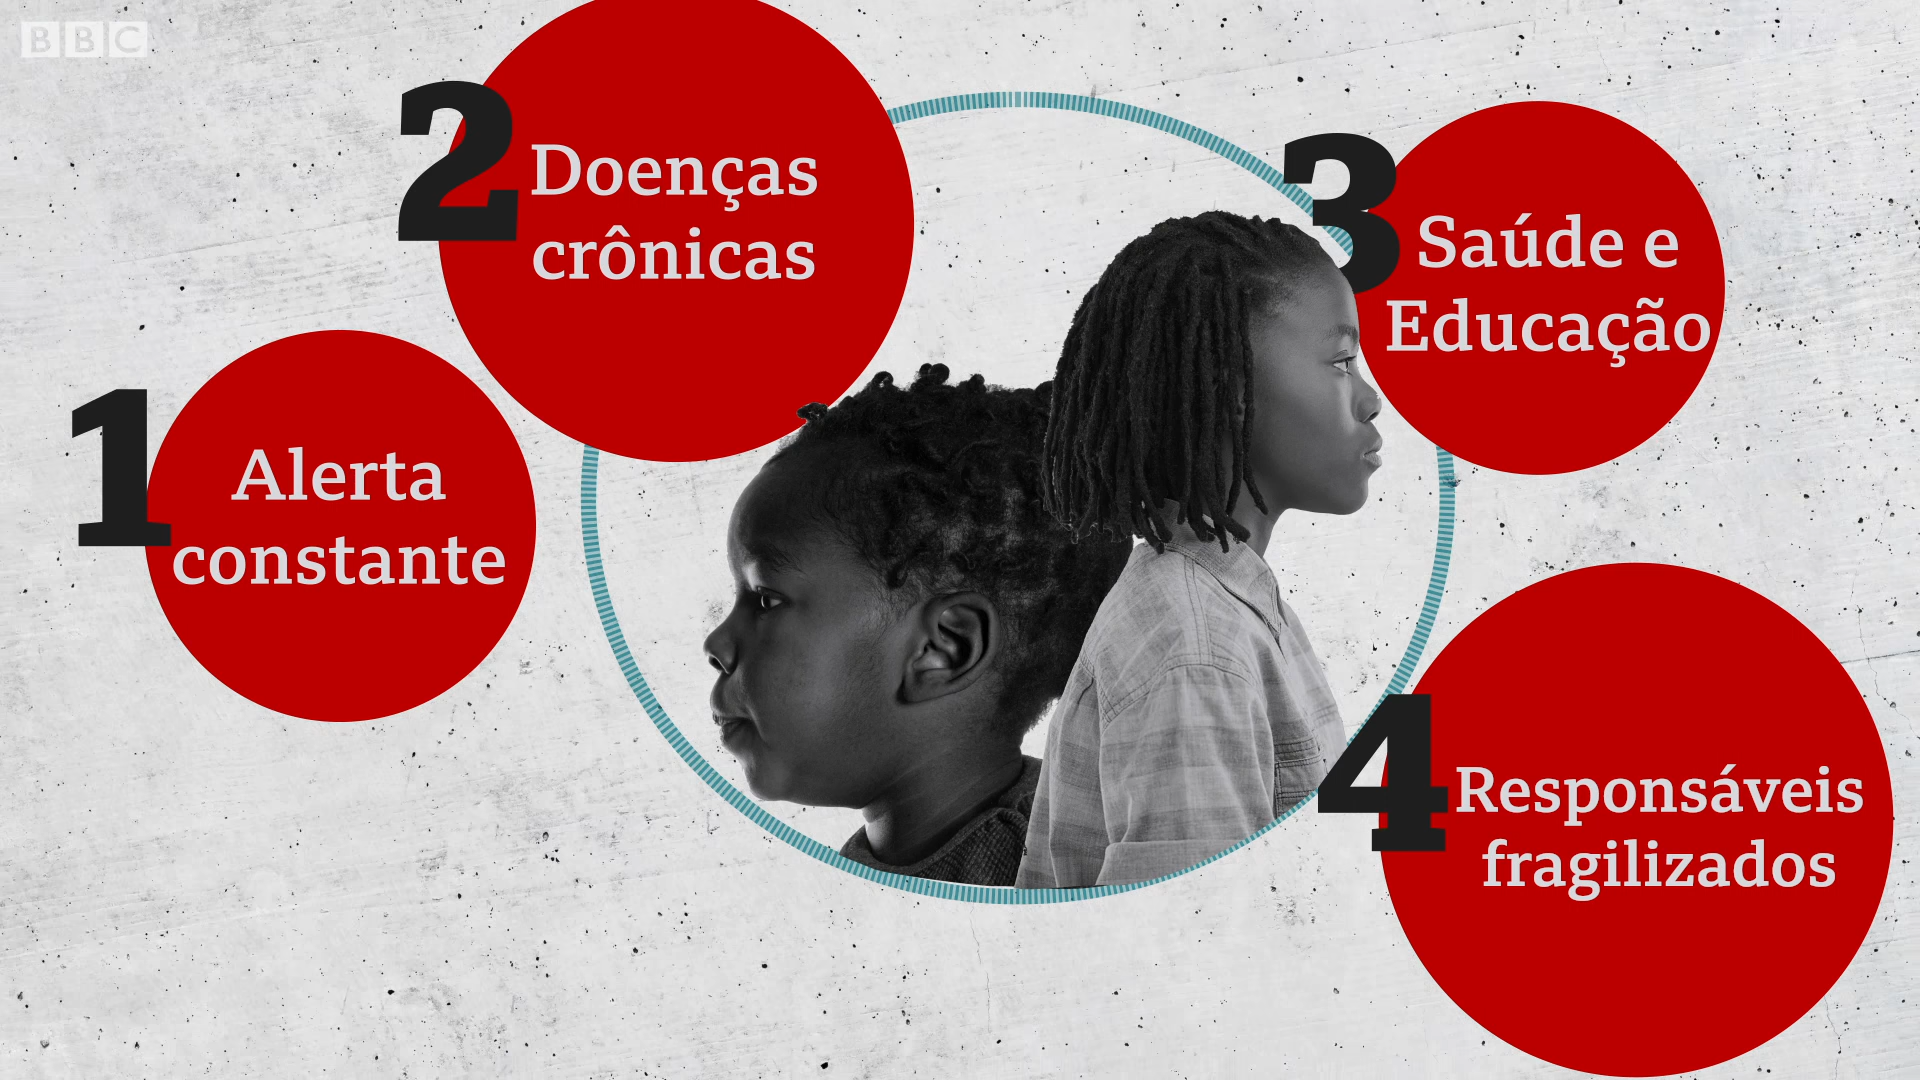 BBC
1
Alerta
constante
2
Doenças
crônicas
3
Saúde e
Educação
4
Responsáveis
fragilizados